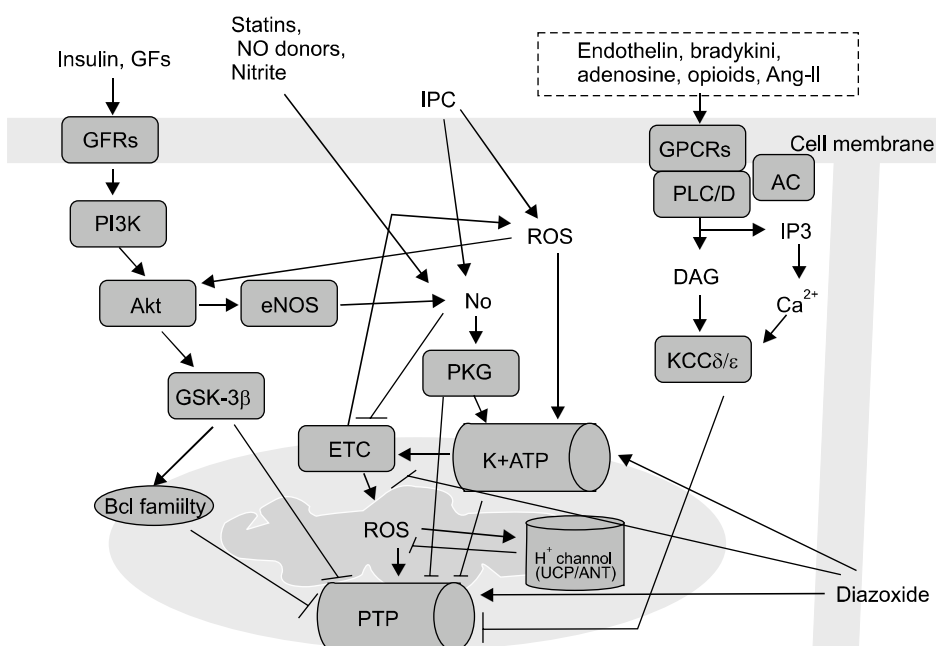 Statins,
NO donors,
Nitrite
Insulin, GFs
Endothelin, bradykini,
adenosine, opioids, Ang-II
IPC
GFRs
GPCRs
Cell membrane
AC
PLC/D
PI3K
ROS
IP3
DAG
Akt
eNOS
No
Ca²⁺
KCCδ/ε
PKG
GSK-3β
ETC
K+ATP
Bcl famiilty
ROS
H⁺ channol
(UCP/ANT)
Diazoxide
PTP